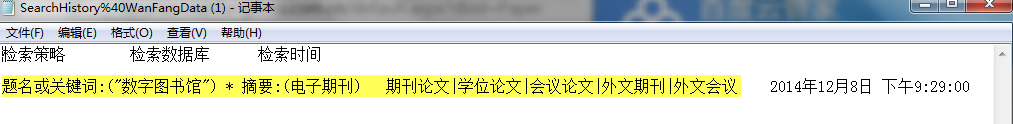 SearchHistory%40WanFangData (1) - 记事本
文件(F) 编辑(E) 格式(O) 查看(V) 帮助(H)
检索策略 检索数据库 检索时间
题名或关键词:("数字图书馆") * 摘要:(电子期刊) 期刊论文|学位论文|会议论文|外文期刊|外文会议 2014年12月8日 下午9:29:00